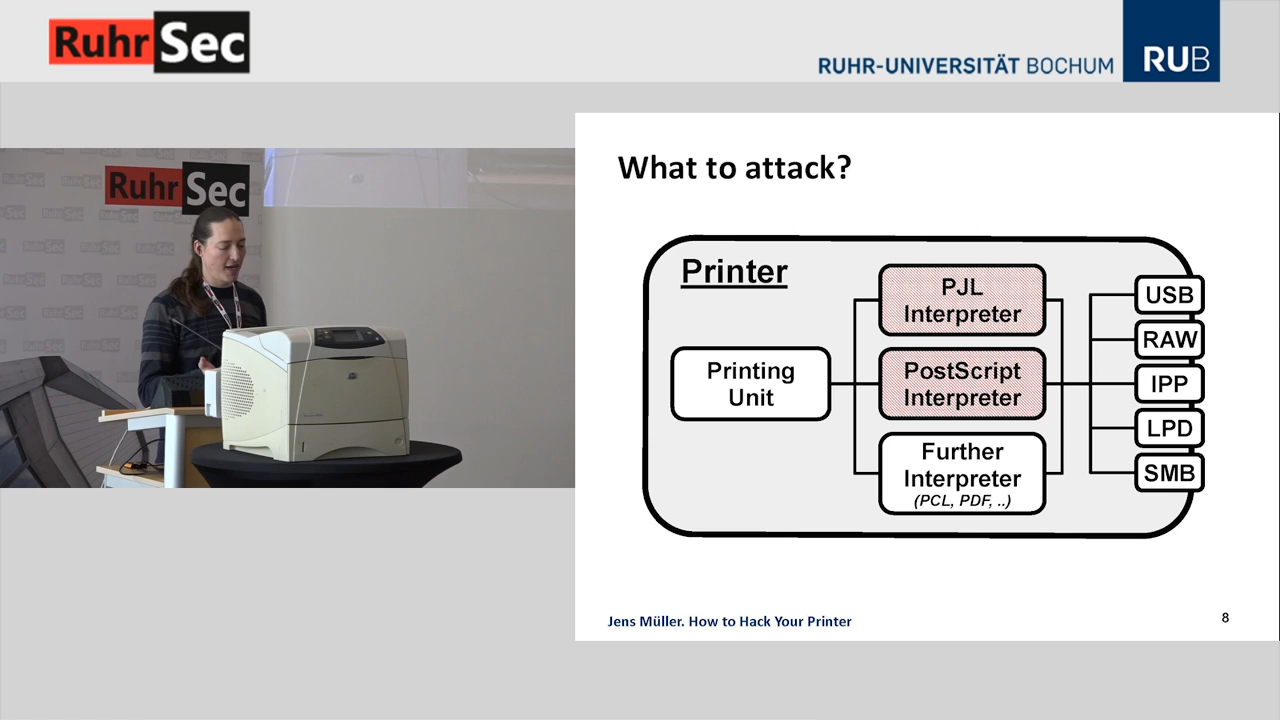 RuhrSec
RUHR-UNIVERSITÄT BOCHUM
RUB
RuhrSec
What to attack?
Printer
Printing
Unit
PJL
Interpreter
PostScript
Interpreter
Further
Interpreter
(PCL, PDF, ..)
USB
RAW
IPP
LPD
SMB
Jens Müller. How to Hack Your Printer
8